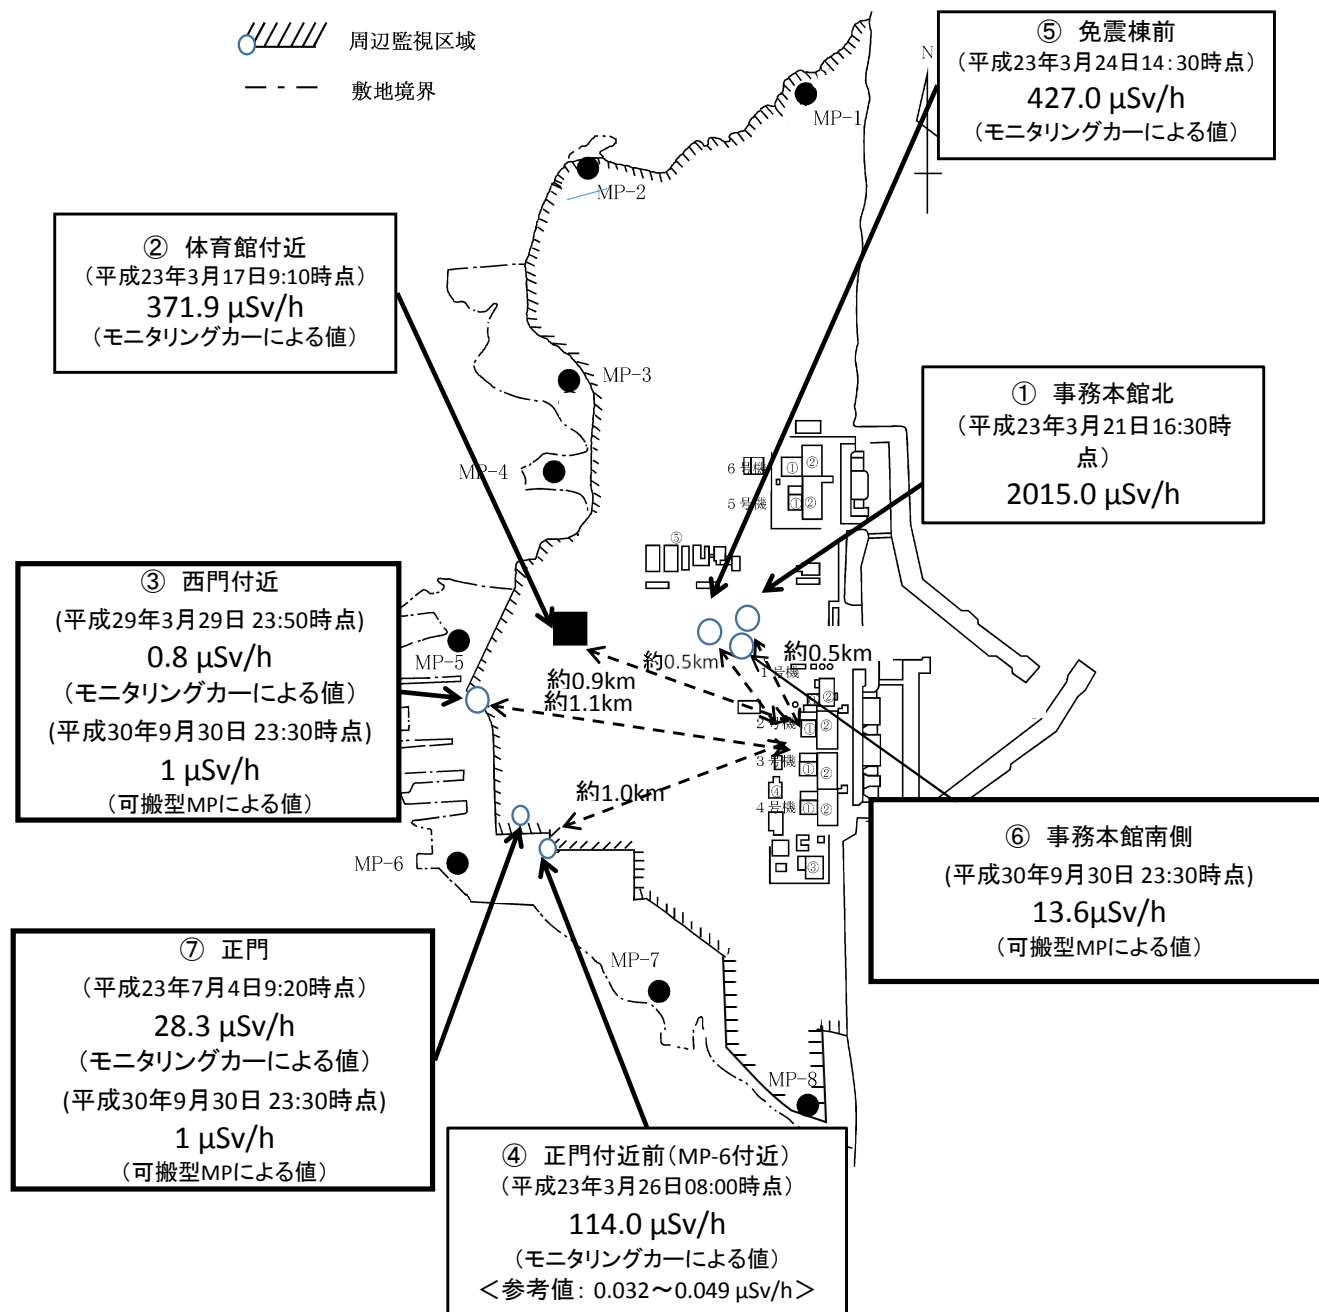 周辺監視区域
敷地境界
⑤ 免震棟前
(平成23年3月24日14:30時点)
427.0 μSv/h
(モニタリングカーによる値)
N
MP-1
MP-2
② 体育館付近
(平成23年3月17日9:10時点)
371.9 μSv/h
(モニタリングカーによる値)
MP-3
MP-4
① 事務本館北
(平成23年3月21日16:30時
点)
2015.0 μSv/h
6号機
① ②
5号機
① ②
⑤
③ 西門付近
(平成29年3月29日 23:50時点)
0.8 μSv/h
(モニタリングカーによる値)
(平成30年9月30日 23:30時点)
1 μSv/h
(可搬型MPによる値)
MP-5
約0.5km
約0.5km
約0.9km
約1.1km
約1.0km
1号機
②
2号機
① ②
3号機
① ②
④
4号機
① ②
③
MP-6
⑥ 事務本館南側
(平成30年9月30日 23:30時点)
13.6μSv/h
(可搬型MPによる値)
⑦ 正門
(平成23年7月4日9:20時点)
28.3 μSv/h
(モニタリングカーによる値)
(平成30年9月30日 23:30時点)
1 μSv/h
(可搬型MPによる値)
MP-7
MP-8
④ 正門付近前(MP-6付近)
(平成23年3月26日08:00時点)
114.0 μSv/h
(モニタリングカーによる値)
<参考値: 0.032~0.049 μSv/h>